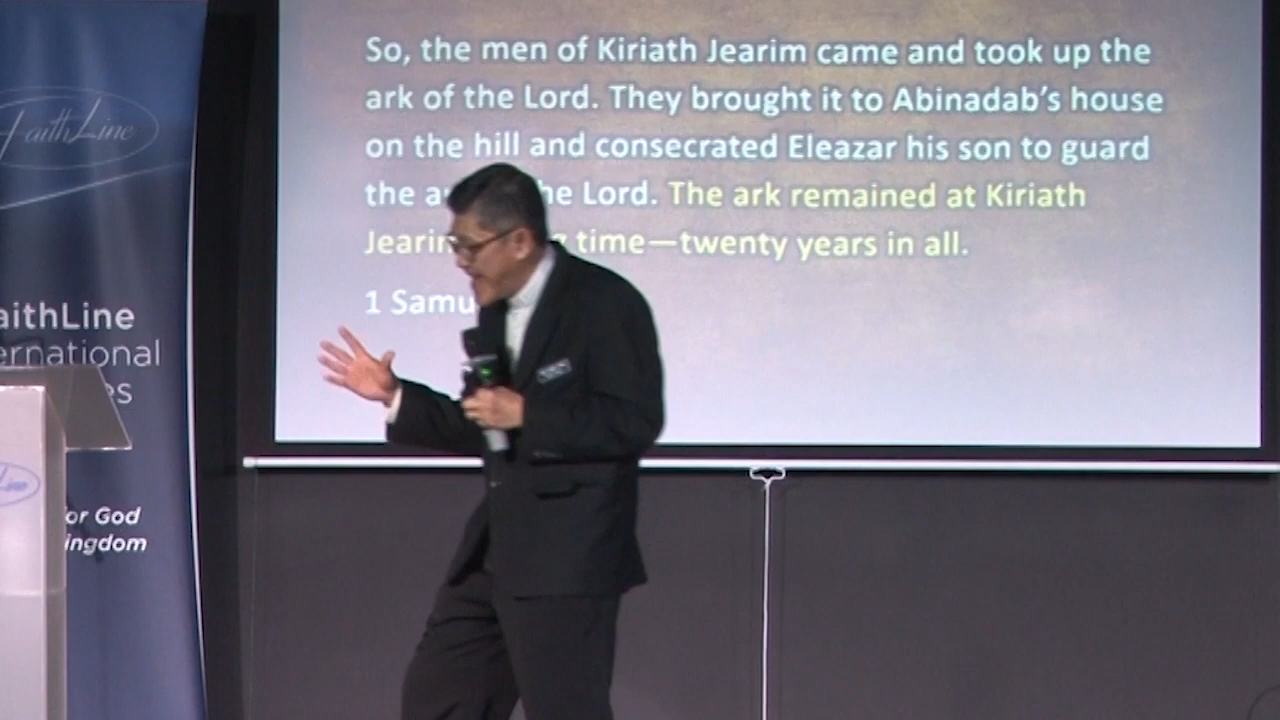 So, the men of Kiriath Jearim came and took up the
ark of the Lord. They brought it to Abinadab's house
on the hill and consecrated Eleazar his son to guard
the a he Lord. The ark remained at Kiriath
Jearim time—twenty years in all.
1 Samu
FaithLine
aithLine
ernational
es
or God
ingdom